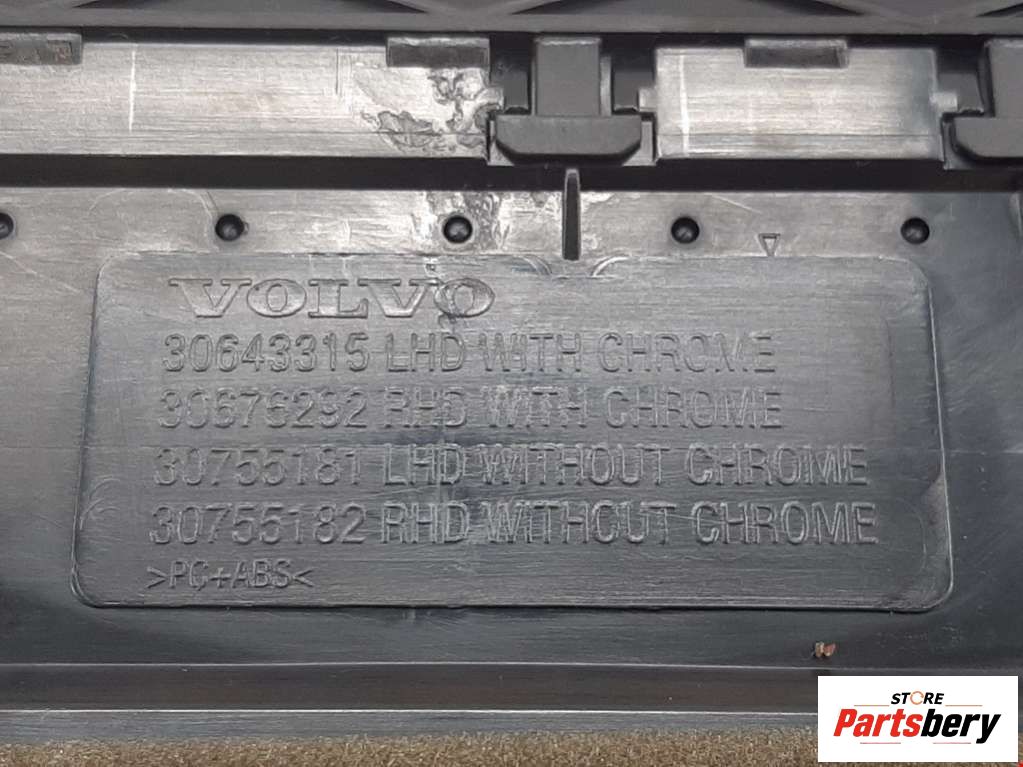 VOLVO
30643315 LHD WITH CHROME
30676292 RHD WITH CHROME
30755181 LHD WITHOUT CHROME
30755182 RHD WITHOUT CHROME
>PC+ABS<
STORE
Partsbery